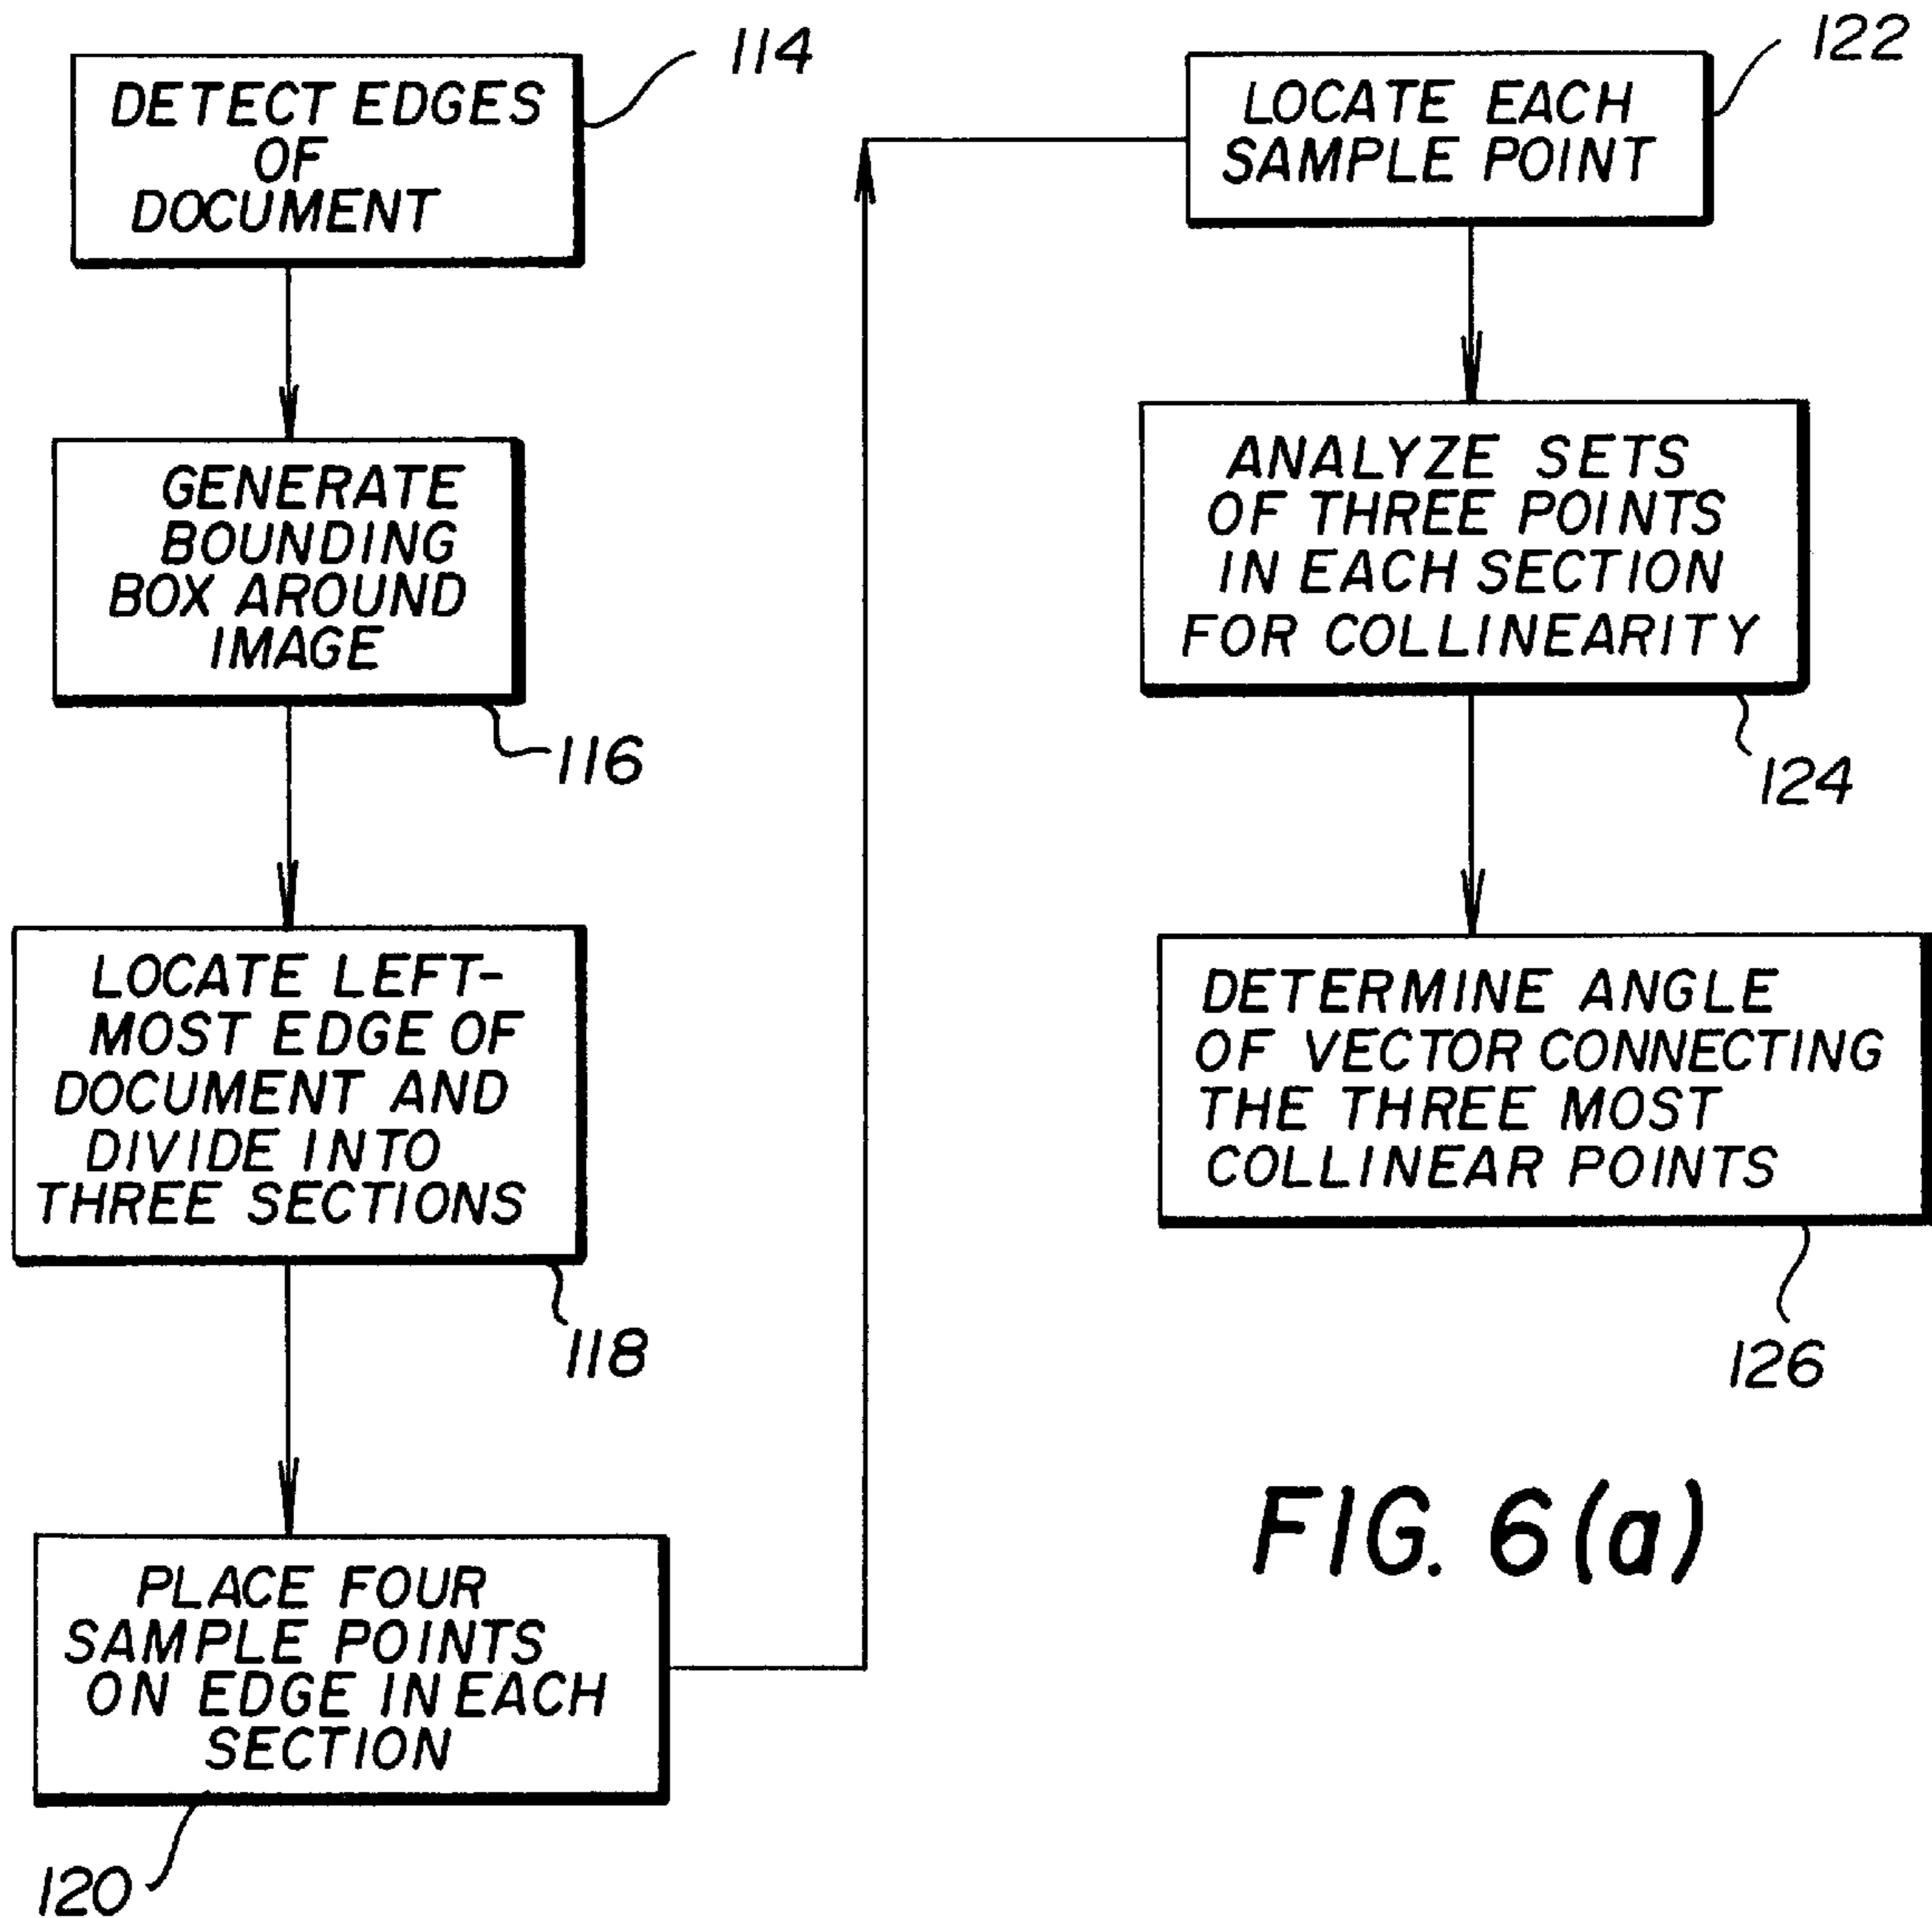 DETECT EDGES
OF
DOCUMENT
114
GENERATE
BOUNDING
BOX AROUND
IMAGE
116
LOCATE LEFT-
MOST EDGE OF
DOCUMENT AND
DIVIDE INTO
THREE SECTIONS
118
PLACE FOUR
SAMPLE POINTS
ON EDGE IN EACH
SECTION
120
LOCATE EACH
SAMPLE POINT
122
ANALYZE SETS
OF THREE POINTS
IN EACH SECTION
FOR COLLINEARITY
124
DETERMINE ANGLE
OF VECTOR CONNECTING
THE THREE MOST
COLLINEAR POINTS
126
FIG. 6(a)